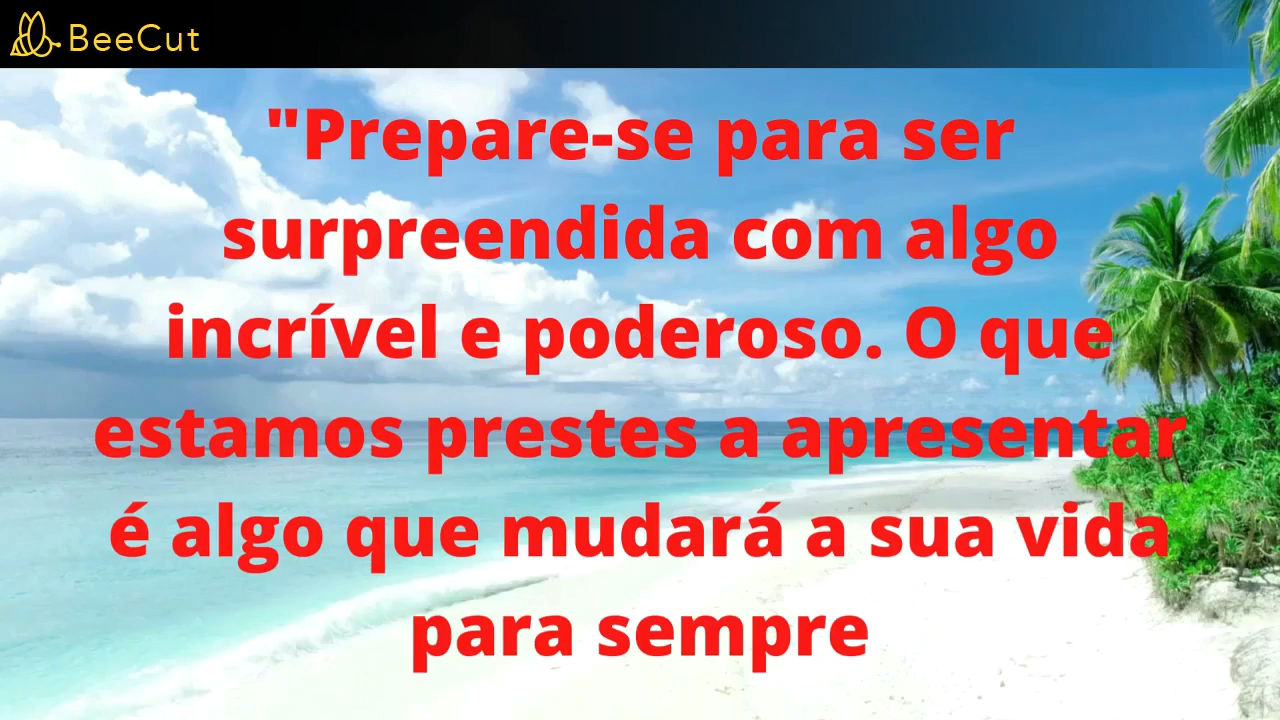 BeeCut
"Prepare-se para ser
surpreendida com algo
incrível e poderoso. O que
estamos prestes a apresentar
é algo que mudará a sua vida
para sempre